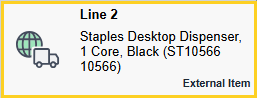 Line 2
Staples Desktop Dispenser,
1 Core, Black (ST10566
10566)
External Item